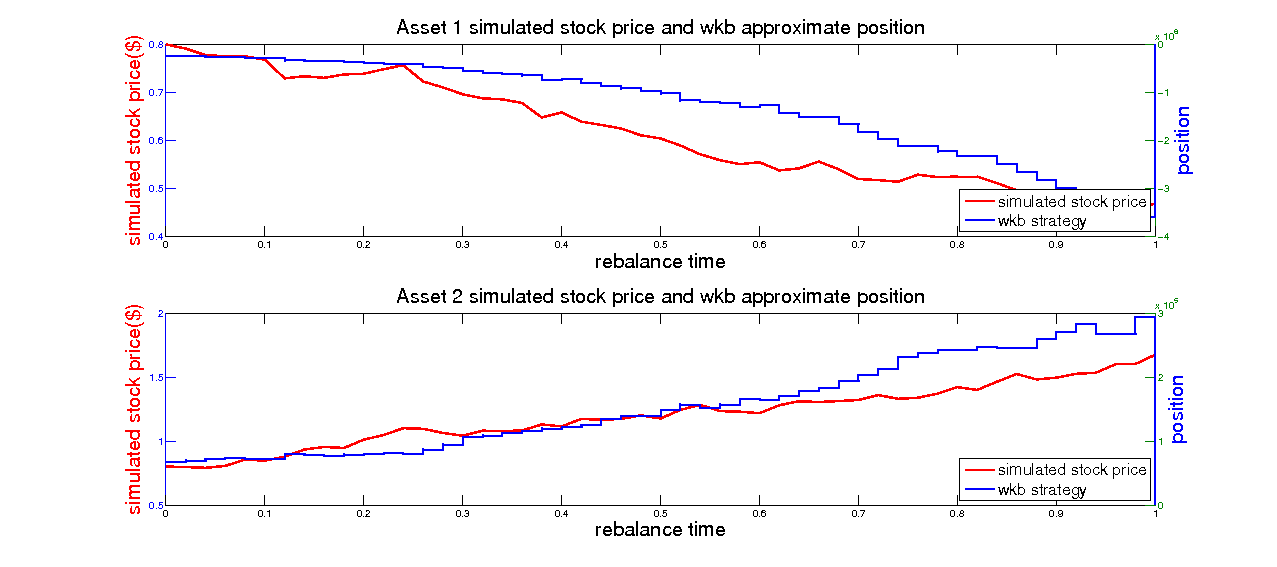 Asset 1 simulated stock price and wkb approximate position
simulated stock price($)
0.8
0.7
0.6
0.5
0.4
0 0.1 0.2 0.3 0.4 0.5 0.6 0.7 0.8 0.9 1
0
-1
-2
-3
-4
position
simulated stock price
wkb strategy
rebalance time
Asset 2 simulated stock price and wkb approximate position
simulated stock price($)
2
1.5
1
0.5
0 0.1 0.2 0.3 0.4 0.5 0.6 0.7 0.8 0.9 1
3
2
1
0
position
simulated stock price
wkb strategy
rebalance time